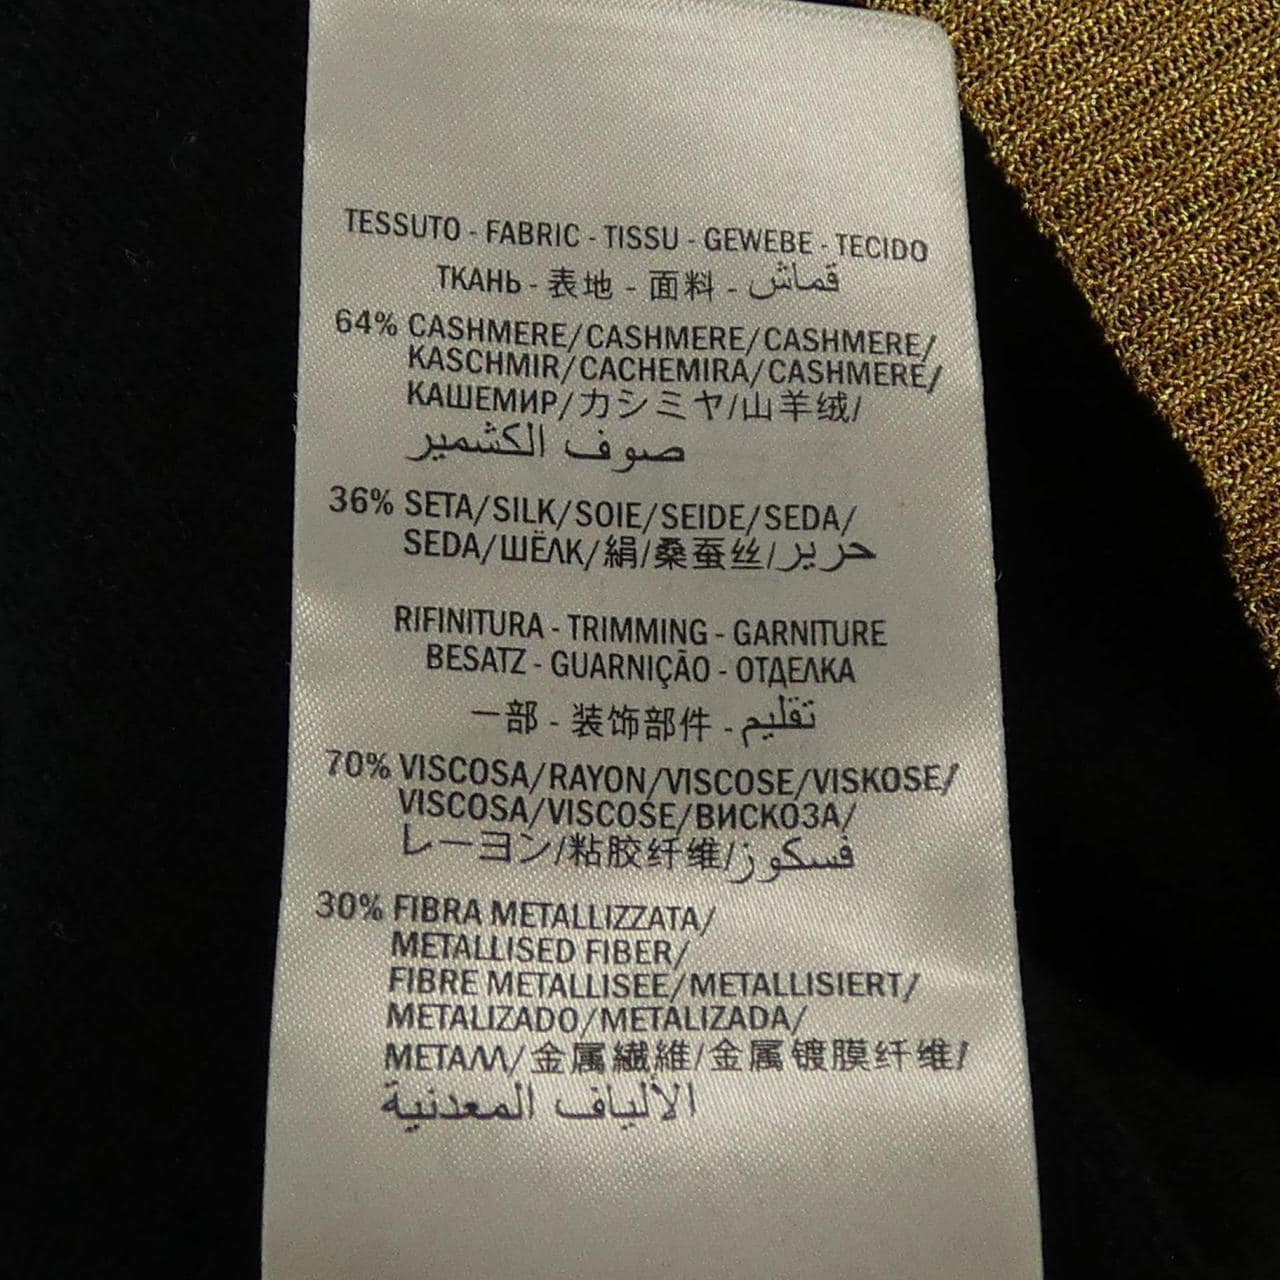 TESSUTO - FABRIC - TISSU - GEWEBE - TECIDO
ТКАНЬ - 表地 - 面料 - قماش
64% CASHMERE/CASHMERE/CASHMERE/
KASCHMIR/CACHEMIRA/CASHMERE/
КАШЕМИР/カシミヤ/山羊绒/
صوف الكشمير
36% SETA/SILK/SOIE/SEIDE/SEDA/
SEDA/ШЁЛК/絹/桑蚕丝/حرير
RIFINITURA - TRIMMING - GARNITURE
BESATZ - GUARNIÇÃO - ОТДЕЛКА
一部 - 装饰部件 - تقليم
70% VISCOSA/RAYON/VISCOSE/VISKOSE/
VISCOSA/VISCOSE/ВИСКОЗА/
レーヨン/粘胶纤维/فسكوز
30% FIBRA METALLIZZATA/
METALLISED FIBER/
FIBRE METALLISEE/METALLISIERT/
METALIZADO/METALIZADA/
МЕТАЛЛ/金属繊維/金属镀膜纤维/
الألياف المعدنية